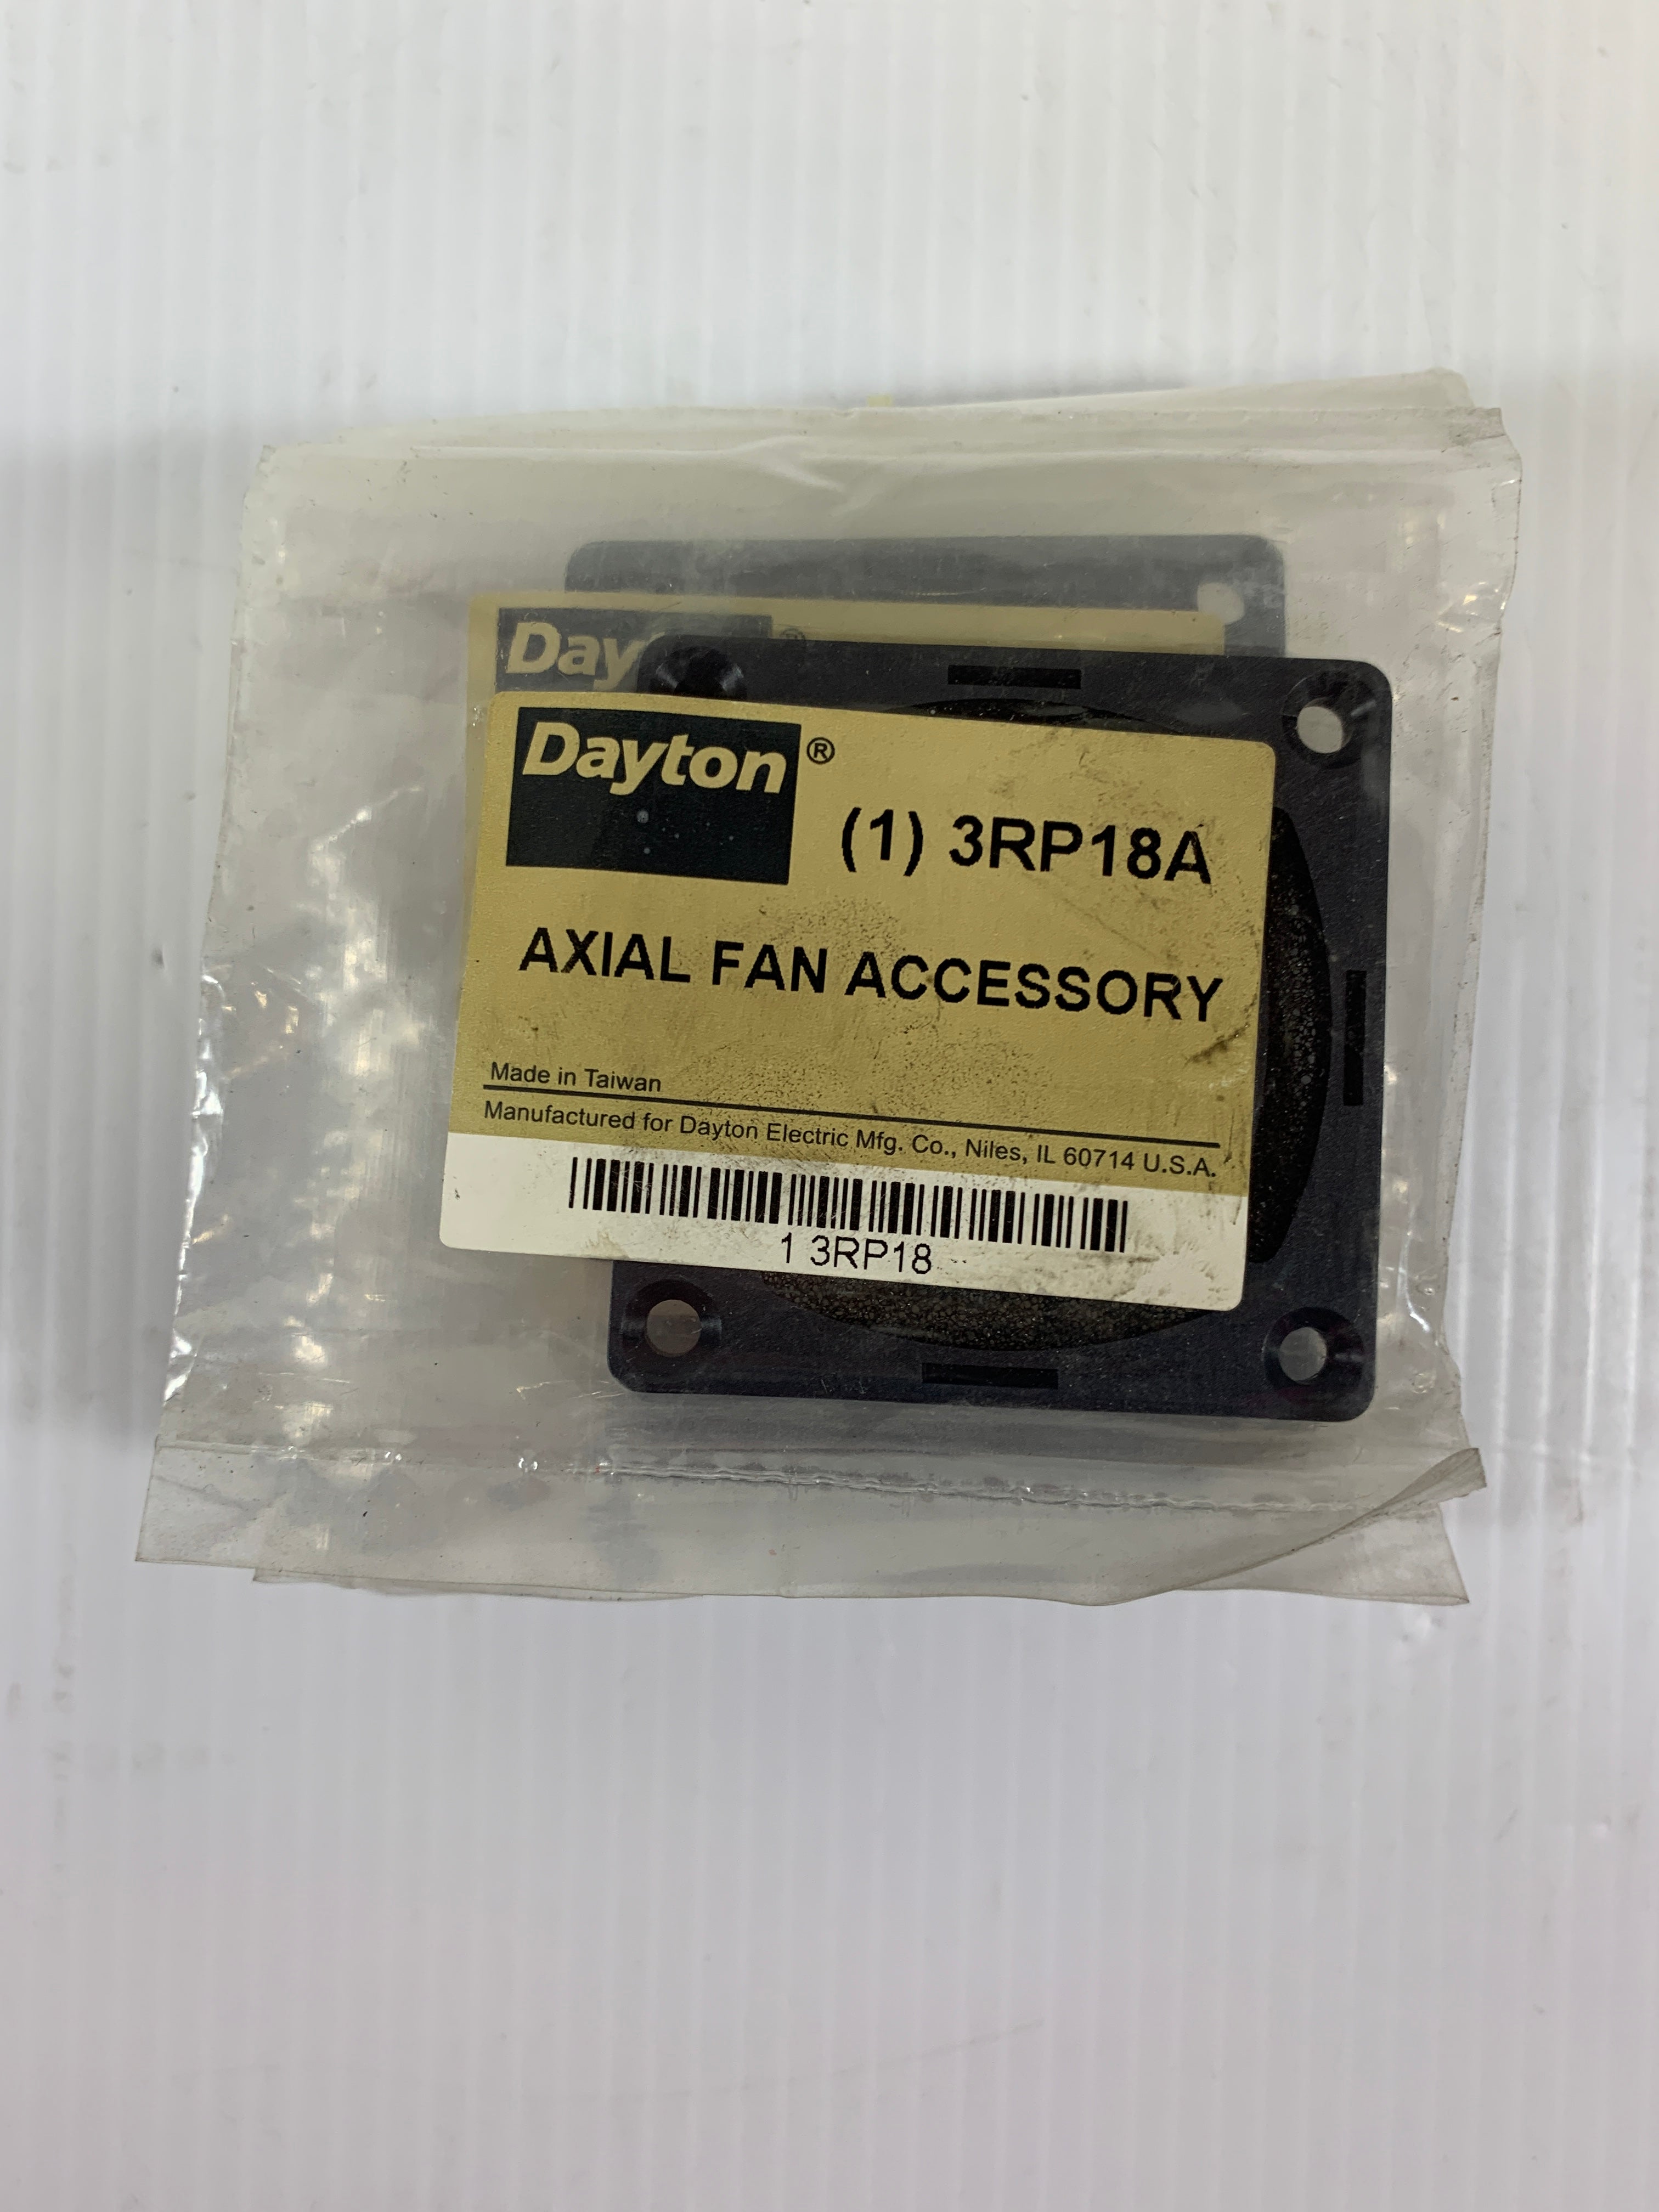 Day
Dayton®
(1) 3RP18A
AXIAL FAN ACCESSORY
Made in Taiwan
Manufactured for Dayton Electric Mfg. Co., Niles, IL 60714 U.S.A.
1 3RP18